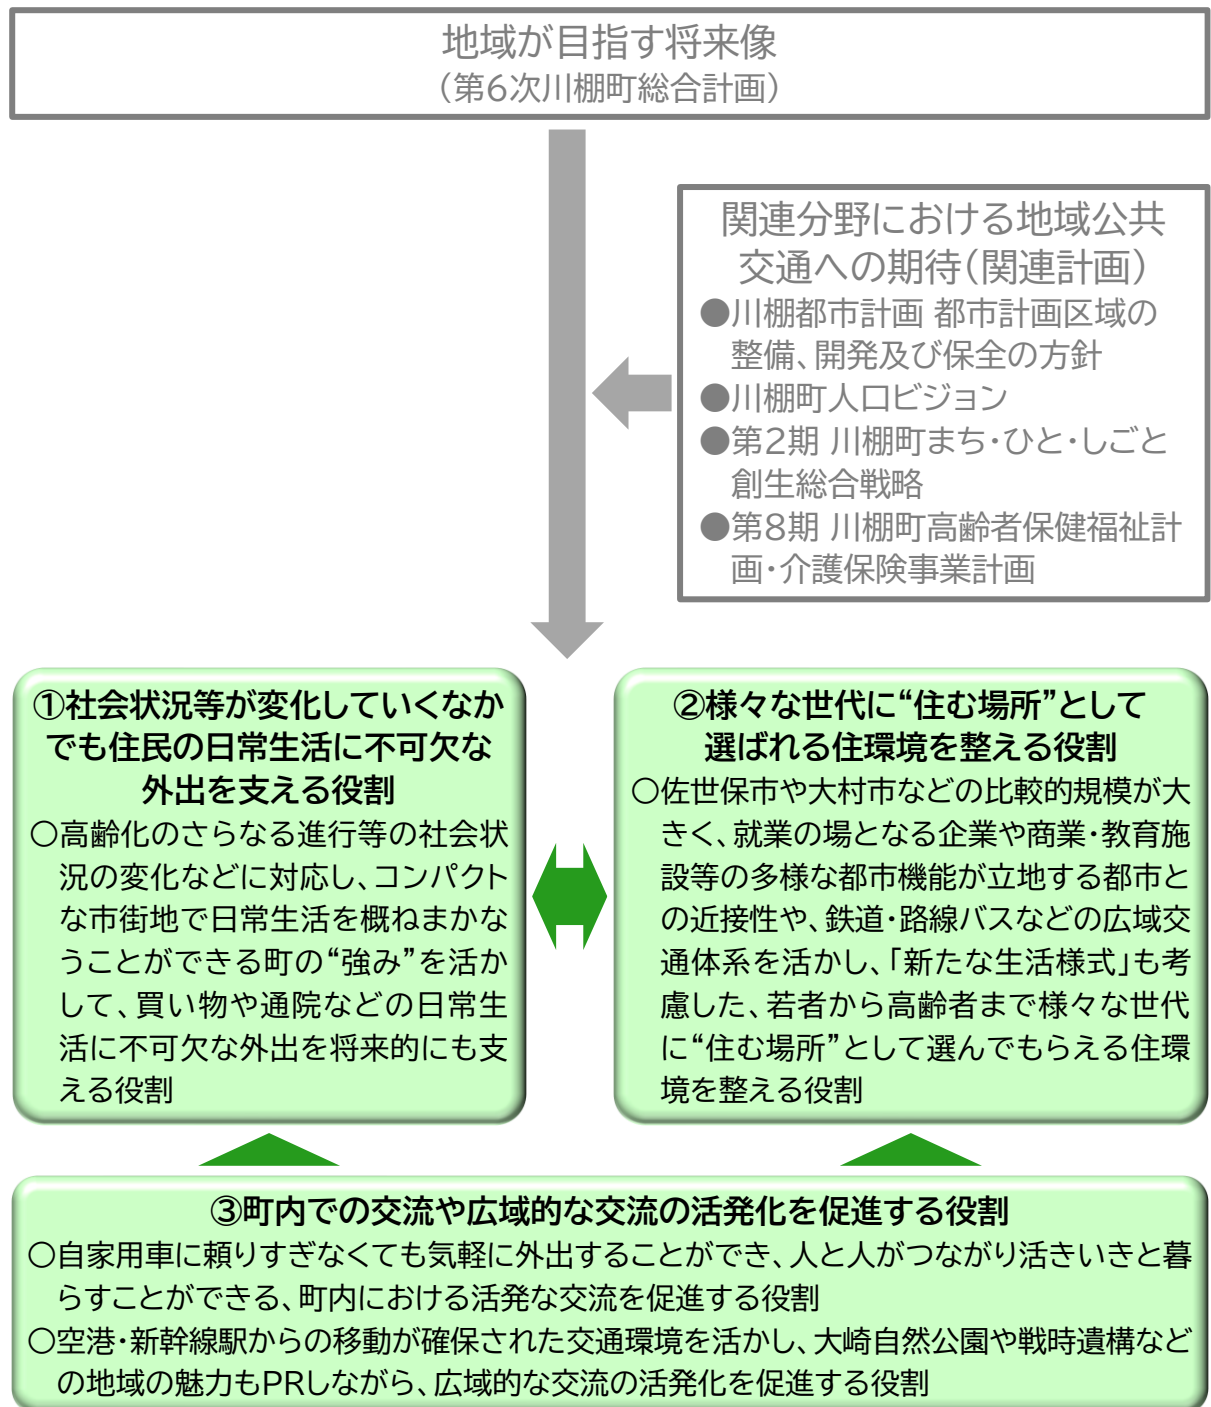 地域が目指す将来像
（第6次川棚町総合計画）
関連分野における地域公共
交通への期待（関連計画）
●川棚都市計画 都市計画区域の
整備、開発及び保全の方針
●川棚町人口ビジョン
●第2期 川棚町まち・ひと・しごと
創生総合戦略
●第8期 川棚町高齢者保健福祉計
画・介護保険事業計画
①社会状況等が変化していくなか
でも住民の日常生活に不可欠な
外出を支える役割
○高齢化のさらなる進行等の社会状
況の変化などに対応し、コンパクト
な市街地で日常生活を概ねまかな
うことができる町の“強み”を活か
して、買い物や通院などの日常生
活に不可欠な外出を将来的にも支
える役割
②様々な世代に“住む場所”として
選ばれる住環境を整える役割
○佐世保市や大村市などの比較的規模が大
きく、就業の場となる企業や商業・教育施
設等の多様な都市機能が立地する都市と
の近接性や、鉄道・路線バスなどの広域交
通体系を活かし、「新たな生活様式」も考
慮した、若者から高齢者まで様々な世代
に“住む場所”として選んでもらえる住環
境を整える役割
③町内での交流や広域的な交流の活発化を促進する役割
○自家用車に頼りすぎなくても気軽に外出することができ、人と人がつながり活きいきと暮
らすことができる、町内における活発な交流を促進する役割
○空港・新幹線駅からの移動が確保された交通環境を活かし、大崎自然公園や戦時遺構など
の地域の魅力もPRしながら、広域的な交流の活発化を促進する役割